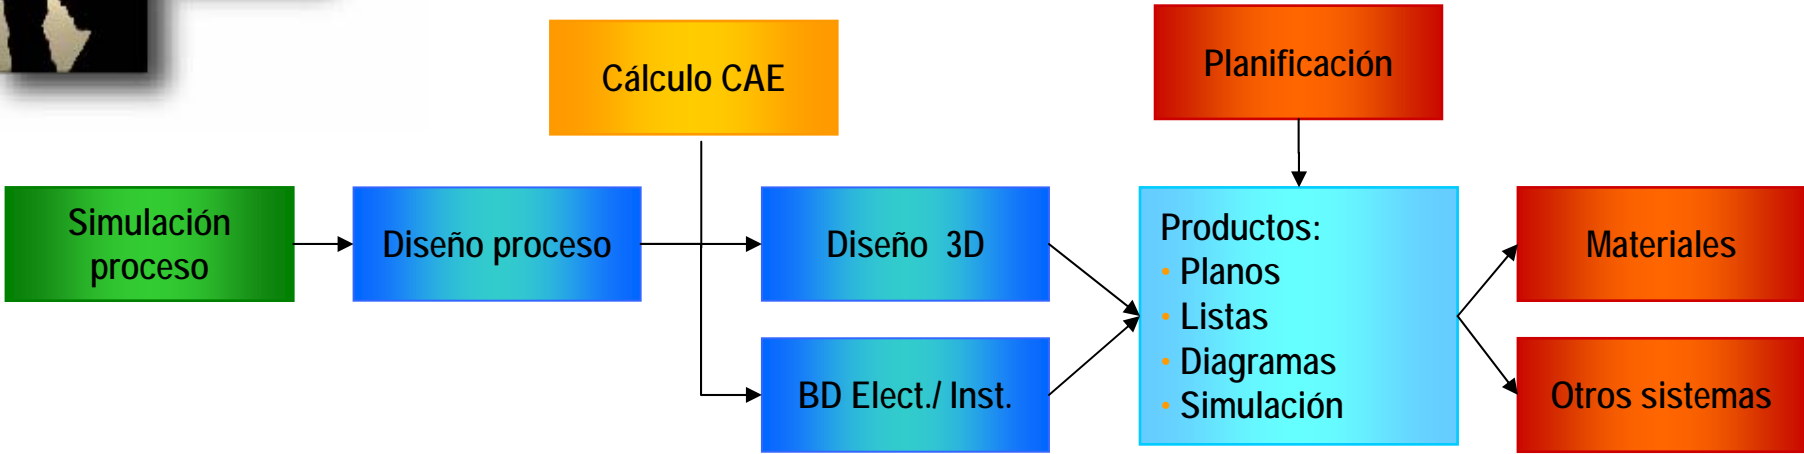 Cálculo CAE
Planificación
Simulación
proceso
Diseño proceso
Diseño 3D
BD Elect./ Inst.
Productos:
• Planos
• Listas
• Diagramas
• Simulación
Materiales
Otros sistemas